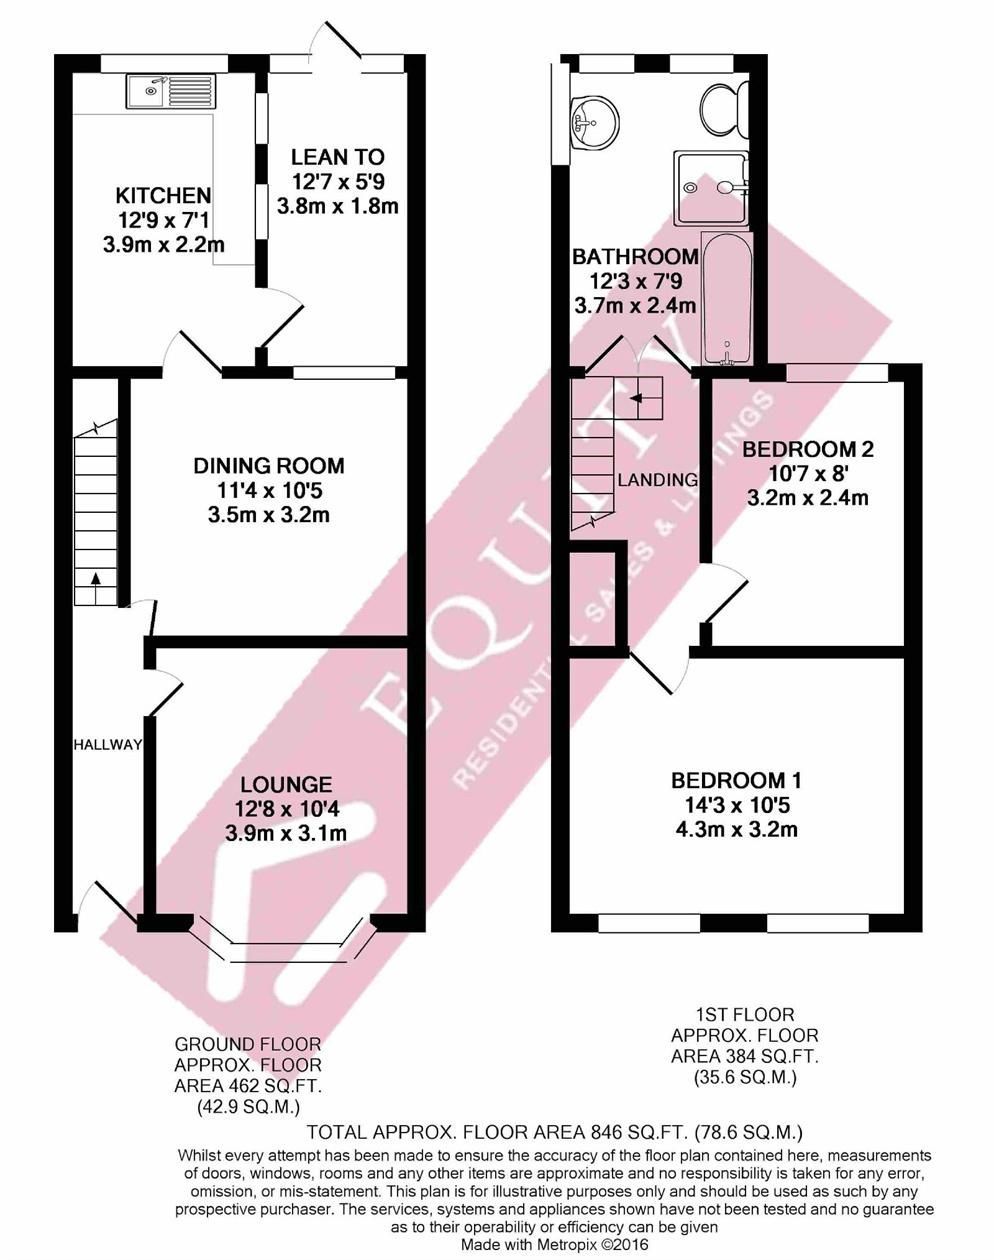 LEAN TO
12'7 x 5'9
3.8m x 1.8m
KITCHEN
12'9 x 7'1
3.9m x 2.2m
DINING ROOM
11'4 x 10'5
3.5m x 3.2m
HALLWAY
LOUNGE
12'8 x 10'4
3.9m x 3.1m
BATHROOM
12'3 x 7'9
3.7m x 2.4m
LANDING
BEDROOM 2
10'7 x 8'
3.2m x 2.4m
BEDROOM 1
14'3 x 10'5
4.3m x 3.2m
EQUITY
RESIDENTIAL SALES & LETTINGS
GROUND FLOOR
APPROX. FLOOR
AREA 462 SQ.FT.
(42.9 SQ.M.)
1ST FLOOR
APPROX. FLOOR
AREA 384 SQ.FT.
(35.6 SQ.M.)
TOTAL APPROX. FLOOR AREA 846 SQ.FT. (78.6 SQ.M.)
Whilst every attempt has been made to ensure the accuracy of the floor plan contained here, measurements
of doors, windows, rooms and any other items are approximate and no responsibility is taken for any error,
omission, or mis-statement. This plan is for illustrative purposes only and should be used as such by any
prospective purchaser. The services, systems and appliances shown have not been tested and no guarantee
as to their operability or efficiency can be given
Made with Metropix ©2016